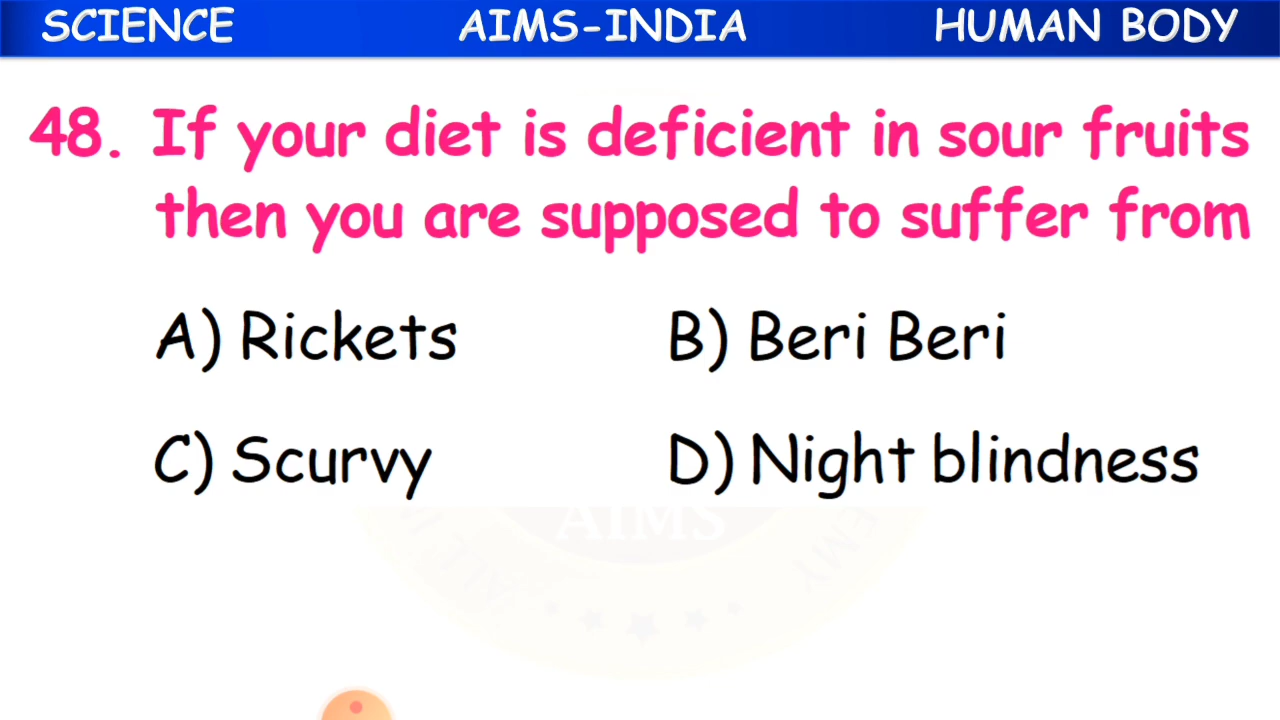 SCIENCE AIMS-INDIA HUMAN BODY
48. If your diet is deficient in sour fruits
then you are supposed to suffer from
A) Rickets B) Beri Beri
C) Scurvy D) Night blindness
AIMS